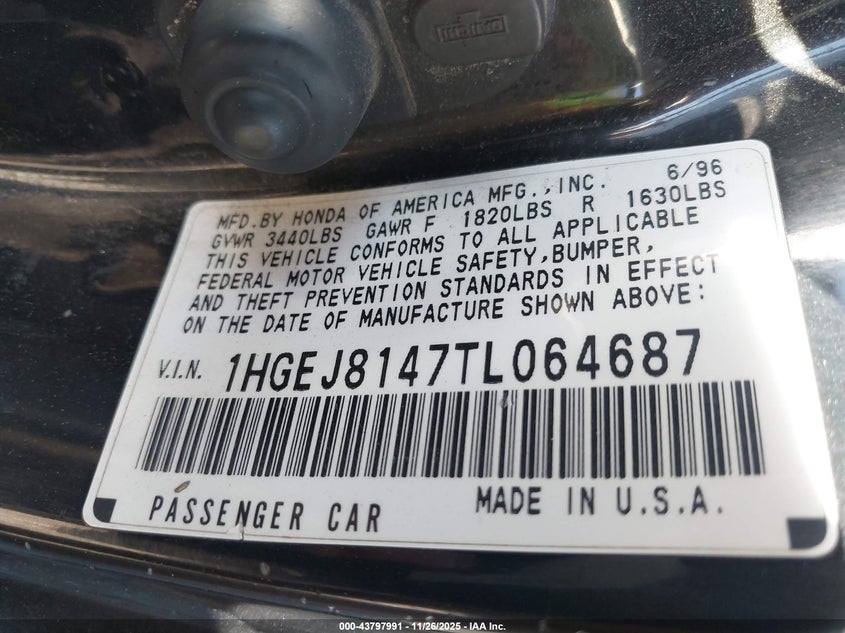 MFD. BY HONDA OF AMERICA MFG., INC. 6/96
GVWR 3440LBS GAWR F 1820LBS R 1630LBS
THIS VEHICLE CONFORMS TO ALL APPLICABLE
FEDERAL MOTOR VEHICLE SAFETY, BUMPER,
AND THEFT PREVENTION STANDARDS IN EFFECT
ON THE DATE OF MANUFACTURE SHOWN ABOVE:
V.I.N. 1HGEJ8147TL064687
PASSENGER CAR MADE IN U.S.A.
000-43797991 - 11/26/2025 - IAA Inc.